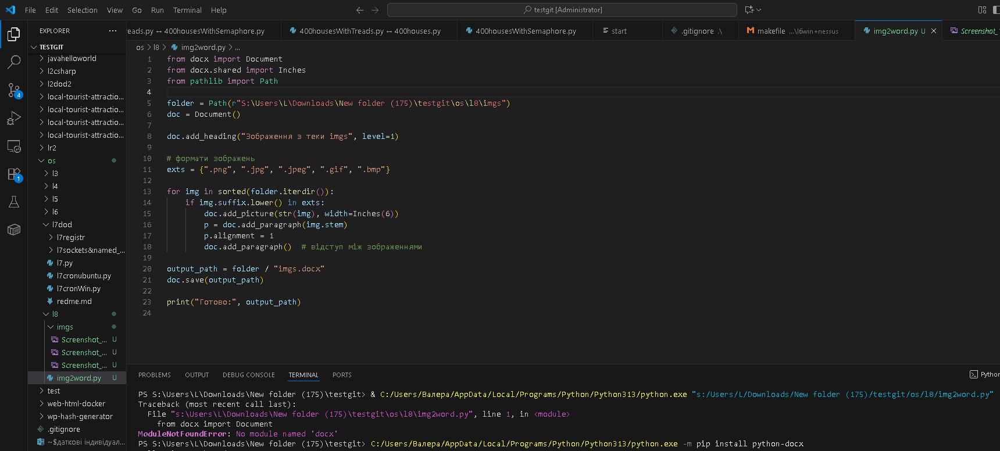 File Edit Selection View Go Run Terminal Help
testgit [Administrator]
EXPLORER
reads.py ↔ 400housesWithSemaphore.py
400housesWithTreads.py ↔ 400houses.py
400housesWithSemaphore.py
start
.gitignore .\
makefile ...\l6win+nessus
img2word.py U
Screenshot_
TESTGIT
javahelloworld
l2csharp
l2dod2
local-tourist-attractio...
local-tourist-attractio...
local-tourist-attractio...
local-tourist-attractio...
lr2
os
l3
l4
l5
l6
l7dod
l7registr
l7sockets&named_...
l7.py
l7cronubuntu.py
l7cronWin.py
redme.md
l8
imgs
Screenshot_... U
Screenshot_... U
Screenshot_... U
img2word.py U
test
web-html-docker
wp-hash-generator
.gitignore
~$даткові індивідуал...
4
1
os > l8 > img2word.py > ...
1 from docx import Document
2 from docx.shared import Inches
3 from pathlib import Path
4
5 folder = Path(r"S:\Users\L\Downloads\New folder (175)\testgit\os\l8\imgs")
6 doc = Document()
7
8 doc.add_heading("Зображення з теки imgs", level=1)
9
10 # формати зображень
11 exts = {".png", ".jpg", ".jpeg", ".gif", ".bmp"}
12
13 for img in sorted(folder.iterdir()):
14 if img.suffix.lower() in exts:
15 doc.add_picture(str(img), width=Inches(6))
16 p = doc.add_paragraph(img.stem)
17 p.alignment = 1
18 doc.add_paragraph() # відступ між зображеннями
19
20 output_path = folder / "imgs.docx"
21 doc.save(output_path)
22
23 print("Готово:", output_path)
24
PROBLEMS OUTPUT DEBUG CONSOLE TERMINAL PORTS
Python
PS S:\Users\L\Downloads\New folder (175)\testgit> & C:/Users/Валера/AppData/Local/Programs/Python/Python313/python.exe "s:/Users/L/Downloads/New folder (175)/testgit/os/l8/img2word.py"
Traceback (most recent call last):
File "s:\Users\L\Downloads\New folder (175)\testgit\os\l8\img2word.py", line 1, in <module>
from docx import Document
ModuleNotFoundError: No module named 'docx'
PS S:\Users\L\Downloads\New folder (175)\testgit> C:/Users/Валера/AppData/Local/Programs/Python/Python313/python.exe -m pip install python-docx